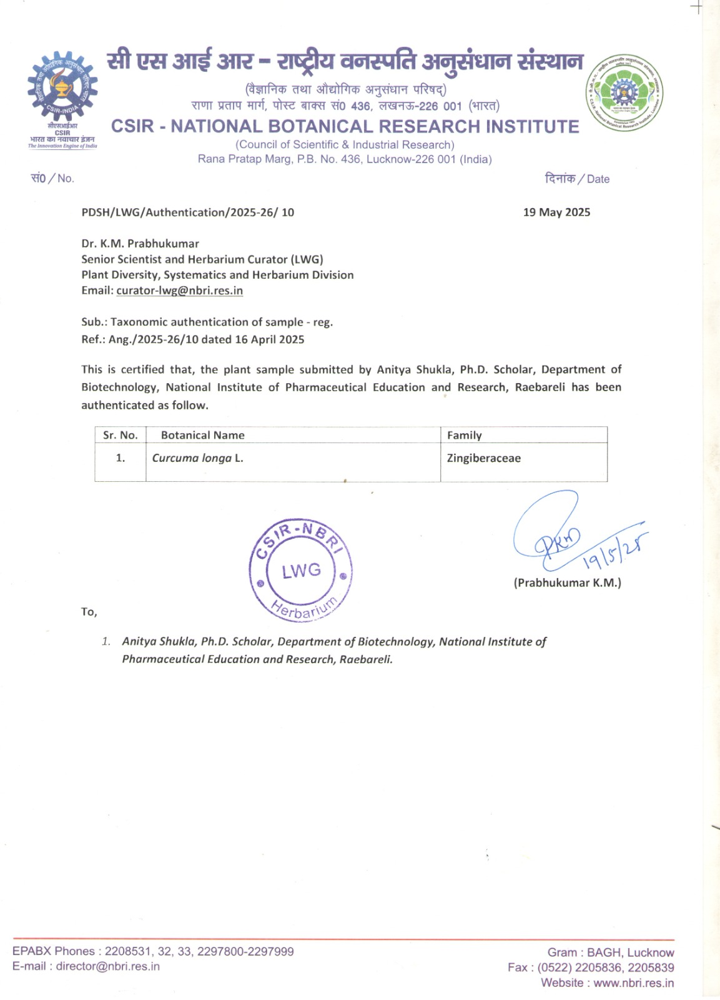 सी एस आई आर – राष्ट्रीय वनस्पति अनुसंधान संस्थान
(वैज्ञानिक तथा औद्योगिक अनुसंधान परिषद्)
राणा प्रताप मार्ग, पोस्ट बाक्स सं0 436, लखनऊ-226 001 (भारत)
CSIR-INDIA
सीएसआईआर
CSIR
भारत का नवाचार इंजन
The Innovation Engine of India
CSIR - NATIONAL BOTANICAL RESEARCH INSTITUTE
(Council of Scientific & Industrial Research)
Rana Pratap Marg, P.B. No. 436, Lucknow-226 001 (India)
CSIR-National Botanical Research Institute, Lucknow
सं0 / No.
दिनांक / Date
PDSH/LWG/Authentication/2025-26/ 10
19 May 2025
Dr. K.M. Prabhukumar
Senior Scientist and Herbarium Curator (LWG)
Plant Diversity, Systematics and Herbarium Division
Email: curator-lwg@nbri.res.in
Sub.: Taxonomic authentication of sample - reg.
Ref.: Ang./2025-26/10 dated 16 April 2025
This is certified that, the plant sample submitted by Anitya Shukla, Ph.D. Scholar, Department of
Biotechnology, National Institute of Pharmaceutical Education and Research, Raebareli has been
authenticated as follow.
Sr. No. Botanical Name Family
1. Curcuma longa L. Zingiberaceae
CSIR-NBRI
LWG
Herbarium
PKM
19/5/25
(Prabhukumar K.M.)
To,
1. Anitya Shukla, Ph.D. Scholar, Department of Biotechnology, National Institute of
Pharmaceutical Education and Research, Raebareli.
EPABX Phones : 2208531, 32, 33, 2297800-2297999
E-mail : director@nbri.res.in
Gram : BAGH, Lucknow
Fax : (0522) 2205836, 2205839
Website : www.nbri.res.in